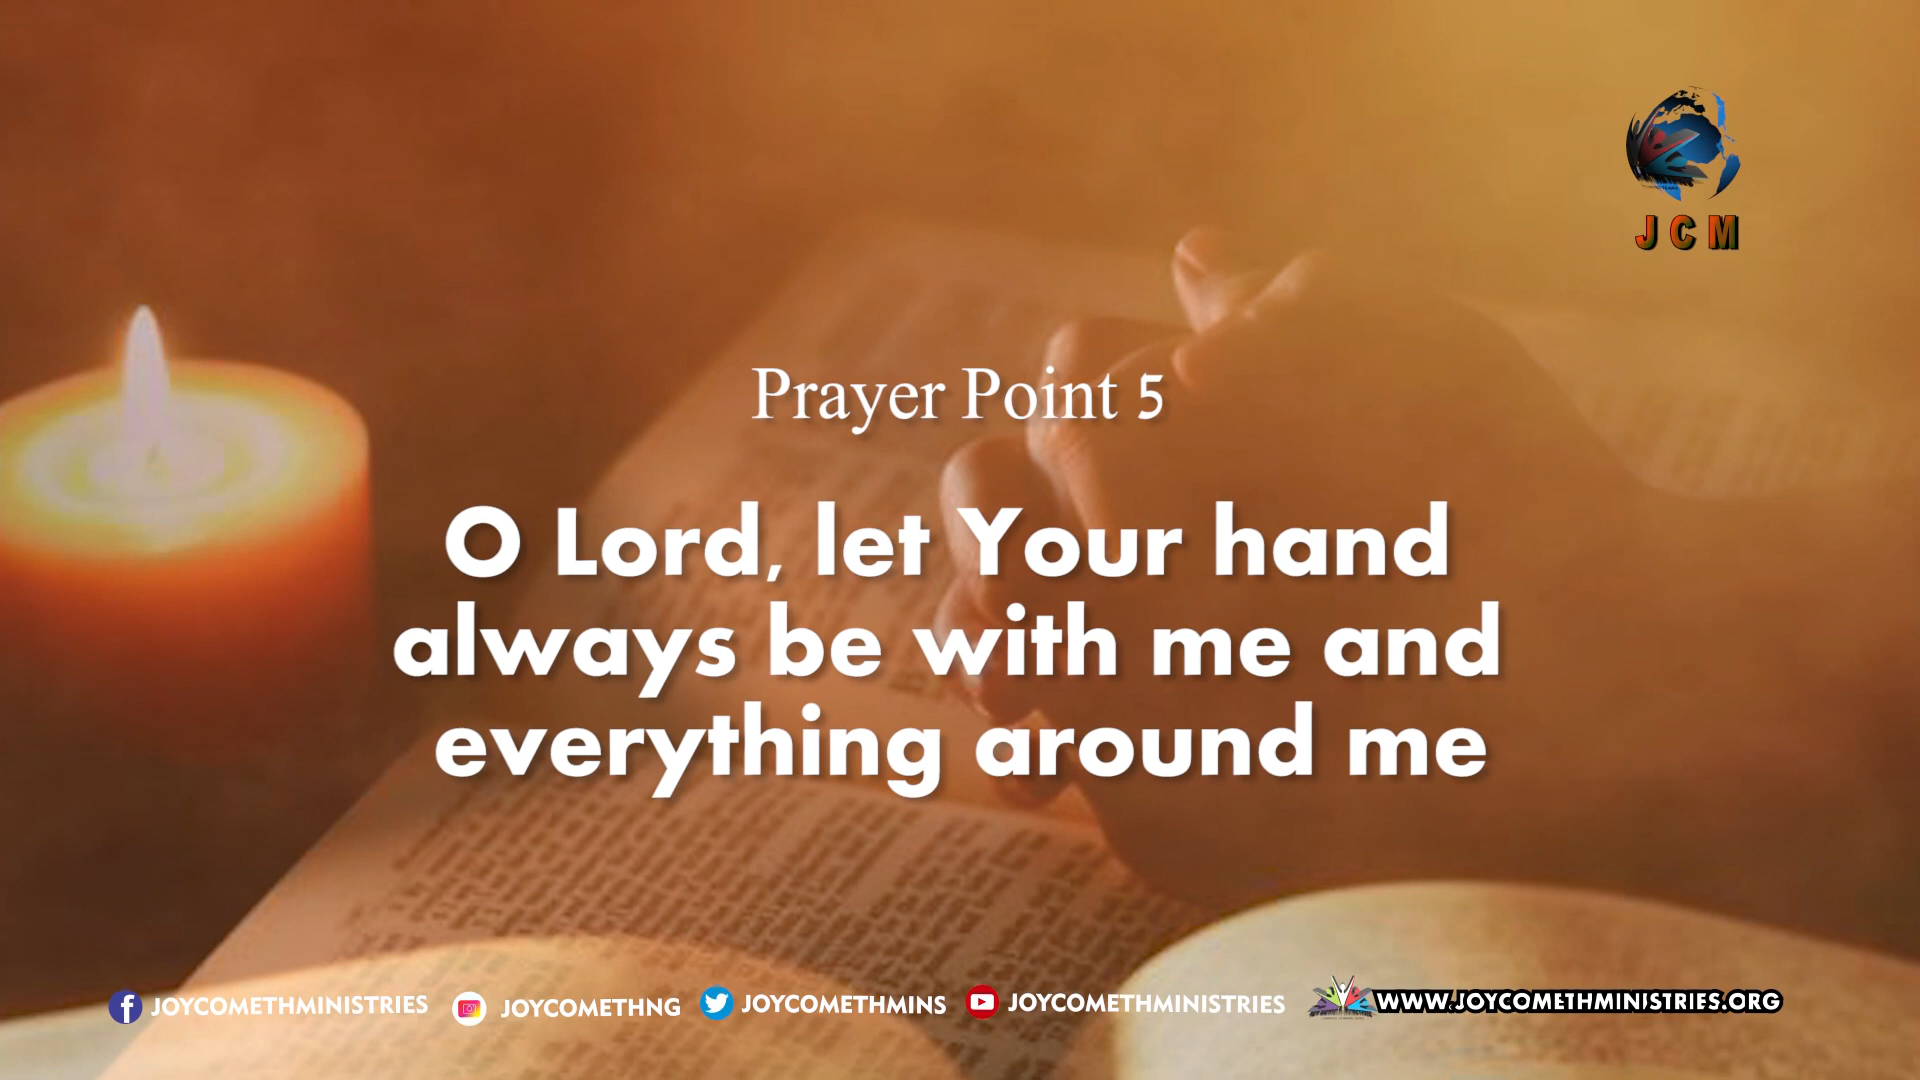 JCM
Prayer Point 5
O Lord, let Your hand
always be with me and
everything around me
JOYCOMETHMINISTRIES
JOYCOMETHNG
JOYCOMETHMINS
JOYCOMETHMINISTRIES
WWW.JOYCOMETHMINISTRIES.ORG